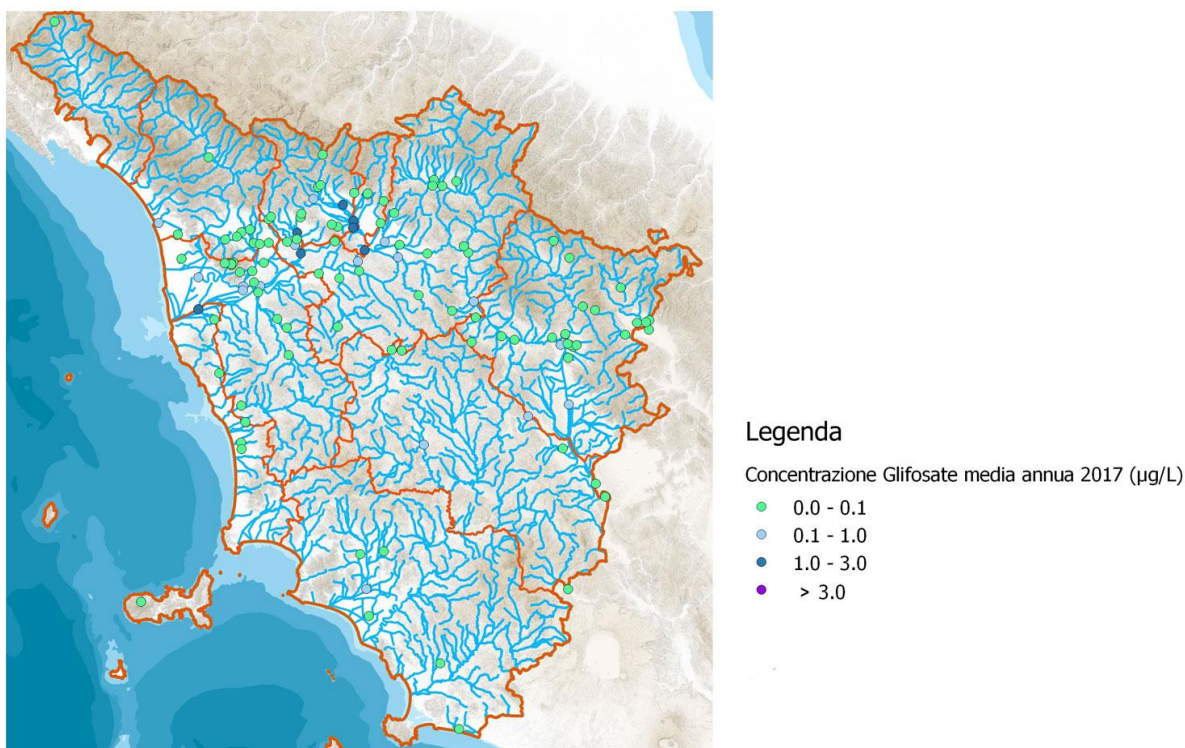 Legenda
Concentrazione Glifosate media annua 2017 (µg/L)
0.0 - 0.1
0.1 - 1.0
1.0 - 3.0
> 3.0